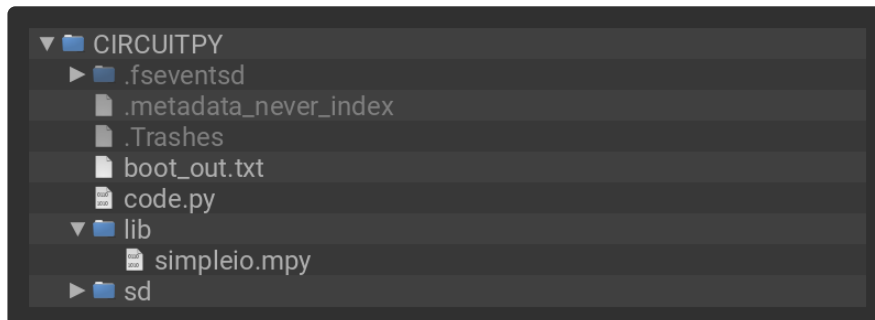 CIRCUITPY
.fseventsd
.metadata_never_index
.Trashes
boot_out.txt
code.py
lib
simpleio.mpy
sd